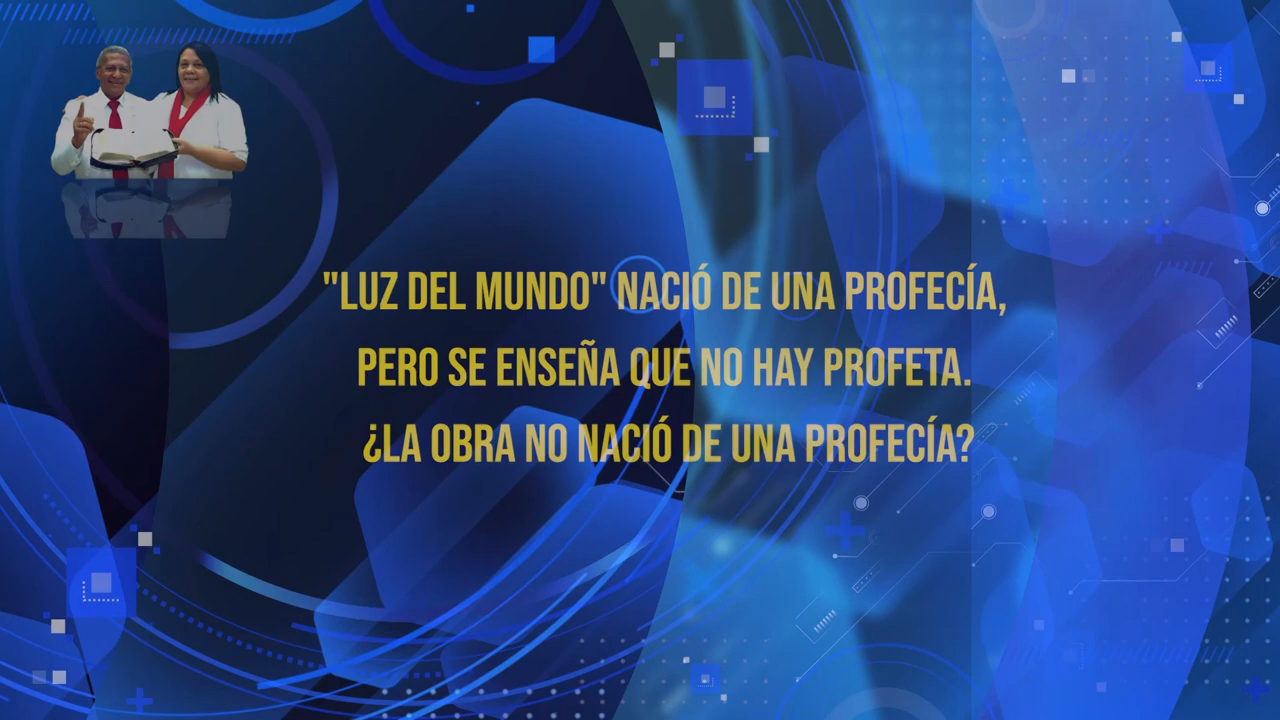 "LUZ DEL MUNDO" NACIÓ DE UNA PROFECÍA,
PERO SE ENSEÑA QUE NO HAY PROFETA.
¿LA OBRA NO NACIÓ DE UNA PROFECÍA?